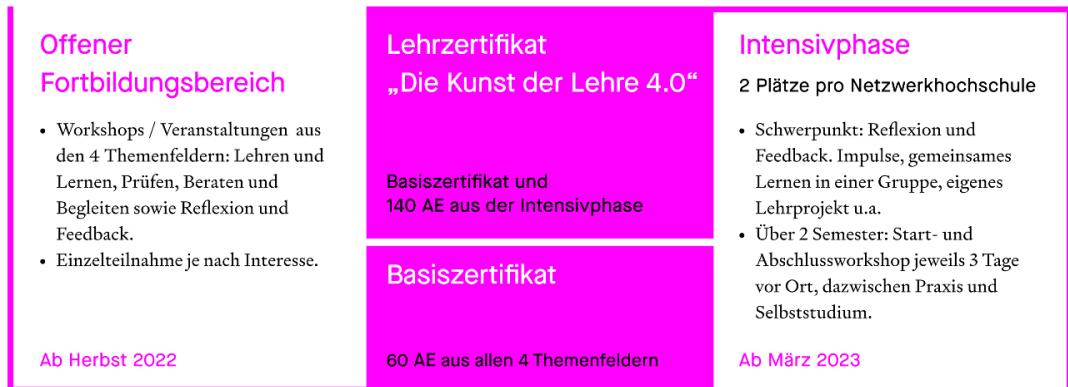 Offener
Fortbildungsbereich
• Workshops / Veranstaltungen aus
den 4 Themenfeldern: Lehren und
Lernen, Prüfen, Beraten und
Begleiten sowie Reflexion und
Feedback.
• Einzelteilnahme je nach Interesse.
Ab Herbst 2022
Lehrzertifikat
„Die Kunst der Lehre 4.0“
Basiszertifikat und
140 AE aus der Intensivphase
Basiszertifikat
60 AE aus allen 4 Themenfeldern
Intensivphase
2 Plätze pro Netzwerkhochschule
• Schwerpunkt: Reflexion und
Feedback. Impulse, gemeinsames
Lernen in einer Gruppe, eigenes
Lehrprojekt u.a.
• Über 2 Semester: Start- und
Abschlussworkshop jeweils 3 Tage
vor Ort, dazwischen Praxis und
Selbststudium.
Ab März 2023